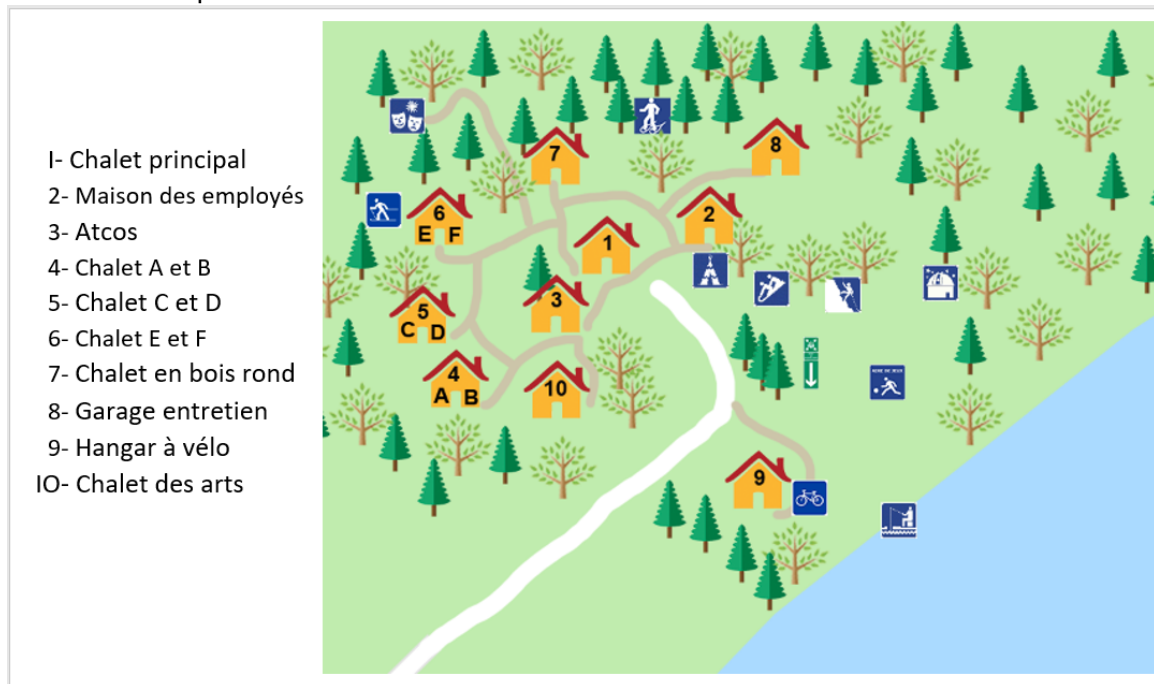 I- Chalet principal
2- Maison des employés
3- Atcos
4- Chalet A et B
5- Chalet C et D
6- Chalet E et F
7- Chalet en bois rond
8- Garage entretien
9- Hangar à vélo
IO- Chalet des arts
7
8
6
E F
2
1
5
C D
3
4
A B
10
9